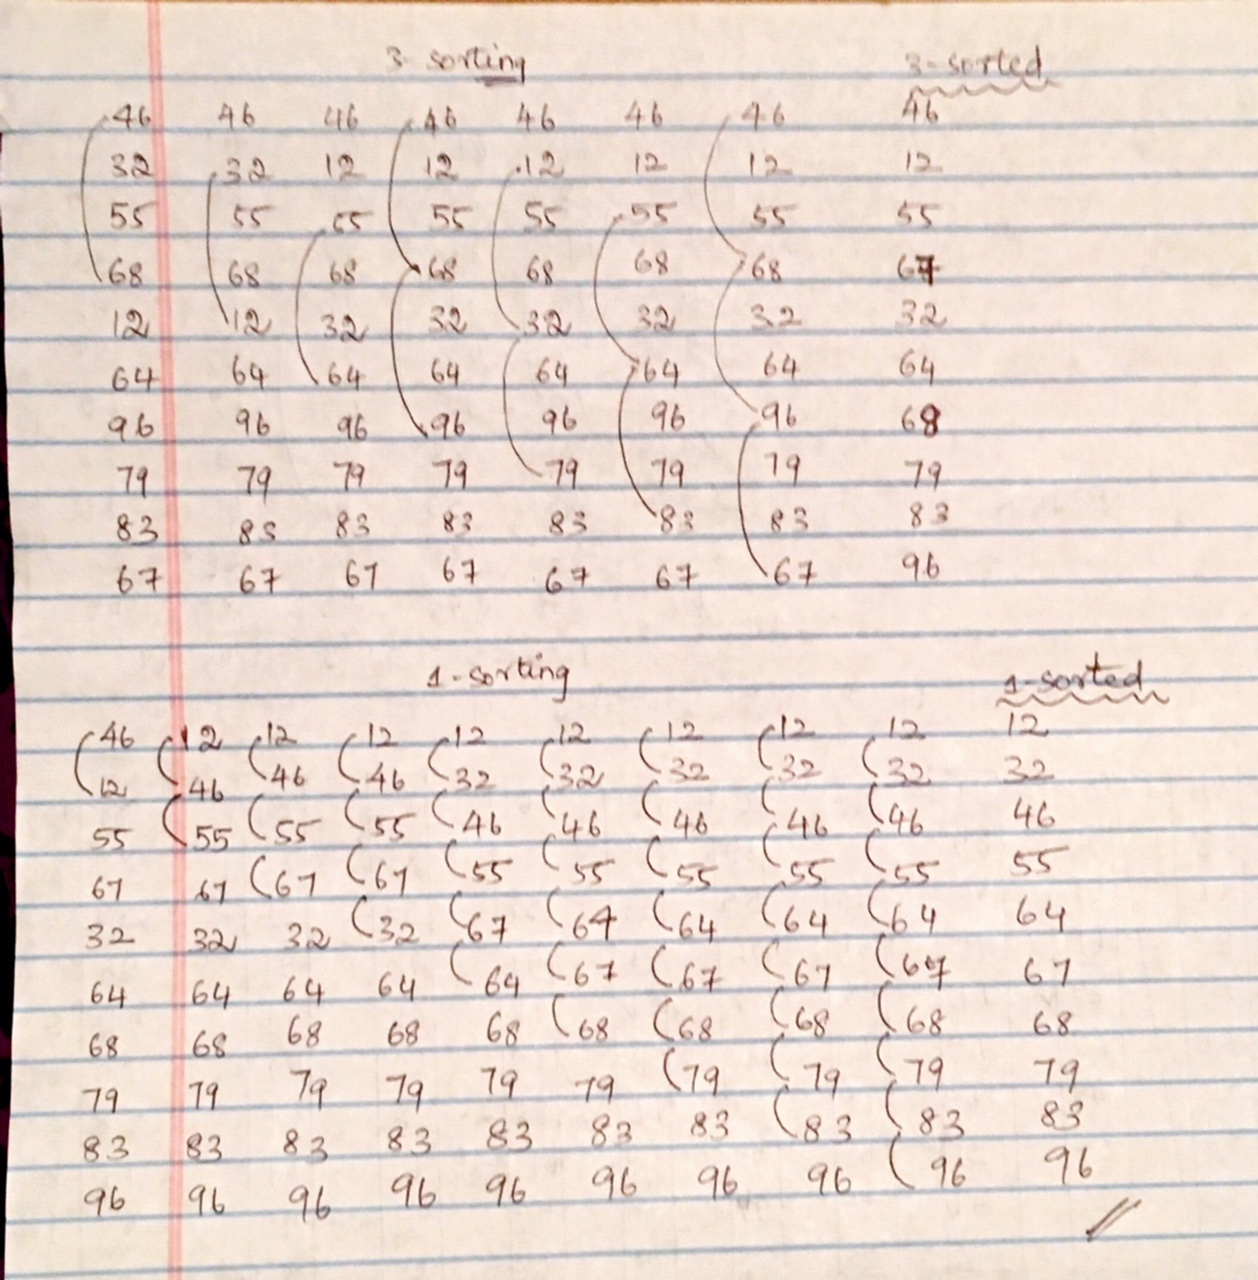 3-sorting 3-sorted
46 46 46 46 46 46 46 46
32 32 12 12 12 12 12 12
55 55 55 55 55 55 55 55
68 68 68 68 68 68 68 67
12 12 32 32 32 32 32 32
64 64 64 64 64 64 64 64
96 96 96 96 96 96 96 68
79 79 79 79 79 79 79 79
83 83 83 83 83 83 83 83
67 67 67 67 67 67 67 96
1-sorting 1-sorted
46 12 12 12 12 12 12 12 12 12
12 46 46 46 32 32 32 32 32 32
55 55 55 55 46 46 46 46 46 46
67 67 67 67 55 55 55 55 55 55
32 32 32 32 67 64 64 64 64 64
64 64 64 64 64 67 67 67 67 67
68 68 68 68 68 68 68 68 68 68
79 79 79 79 79 79 79 79 79 79
83 83 83 83 83 83 83 83 83 83
96 96 96 96 96 96 96 96 96 96